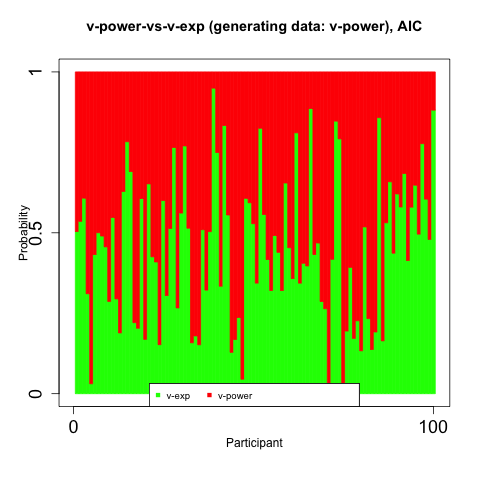 v-power-vs-v-exp (generating data: v-power), AIC
1
0.5
0
Probability
v-exp v-power
0 100
Participant